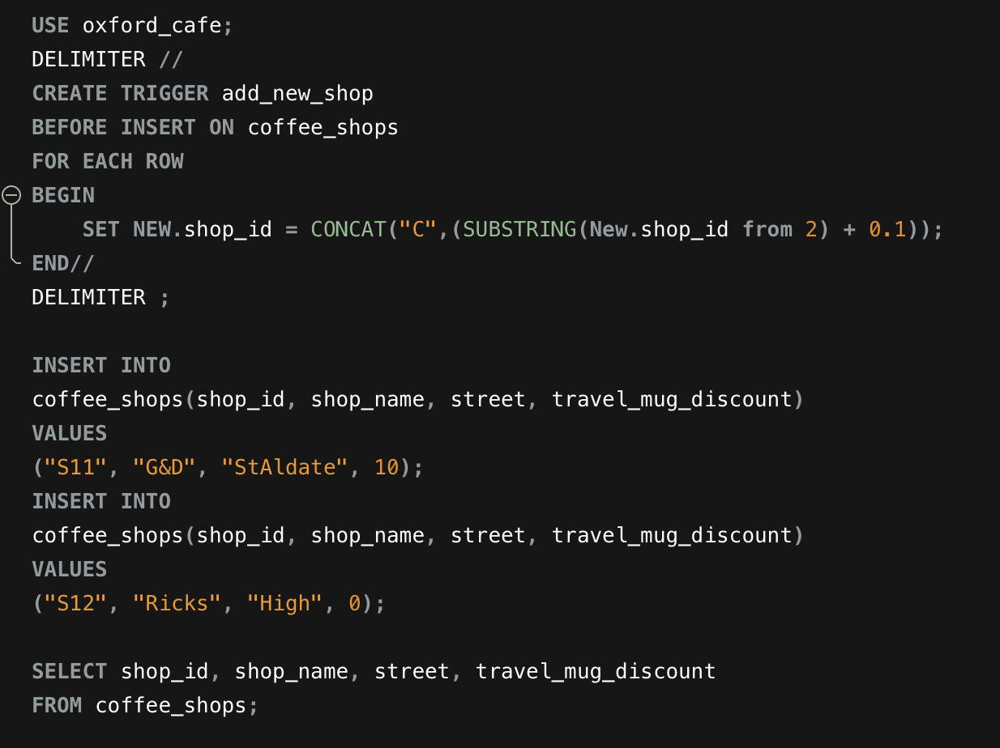 USE oxford_cafe;
DELIMITER //
CREATE TRIGGER add_new_shop
BEFORE INSERT ON coffee_shops
FOR EACH ROW
BEGIN
    SET NEW.shop_id = CONCAT("C",(SUBSTRING(New.shop_id from 2) + 0.1));
END//
DELIMITER ;

INSERT INTO
coffee_shops(shop_id, shop_name, street, travel_mug_discount)
VALUES
("S11", "G&D", "StAldate", 10);
INSERT INTO
coffee_shops(shop_id, shop_name, street, travel_mug_discount)
VALUES
("S12", "Ricks", "High", 0);

SELECT shop_id, shop_name, street, travel_mug_discount
FROM coffee_shops;